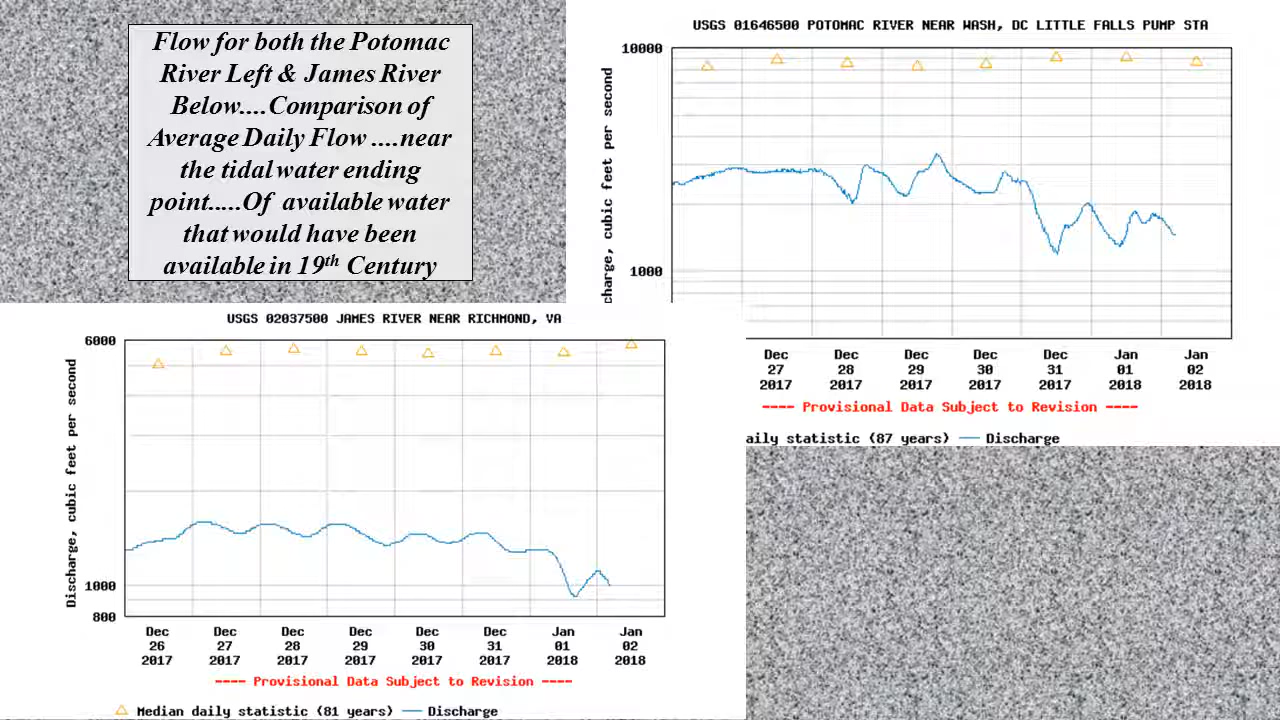 Flow for both the Potomac
River Left & James River
Below....Comparison of
Average Daily Flow ....near
the tidal water ending
point.....Of available water
that would have been
available in 19th Century
USGS 01646500 POTOMAC RIVER NEAR WASH, DC LITTLE FALLS PUMP STA
charge, cubic feet per second
10000
1000
Dec Dec Dec Dec Dec Jan Jan
27 28 29 30 31 01 02
2017 2017 2017 2017 2017 2018 2018
---- Provisional Data Subject to Revision ----
aily statistic (87 years) Discharge
USGS 02037500 JAMES RIVER NEAR RICHMOND, VA
Discharge, cubic feet per second
6000
1000
800
Dec Dec Dec Dec Dec Dec Jan Jan
26 27 28 29 30 31 01 02
2017 2017 2017 2017 2017 2017 2018 2018
---- Provisional Data Subject to Revision ----
Median daily statistic (81 years) Discharge